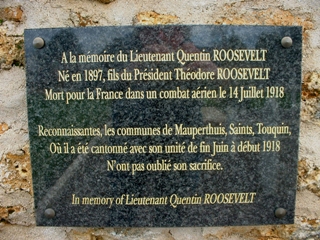 A la mémoire du Lieutenant Quentin ROOSEVELT
Né en 1897, fils du Président Théodore ROOSEVELT
Mort pour la France dans un combat aérien le 14 Juillet 1918
Reconnaissantes, les communes de Mauperthuis, Saints, Touquin,
Où il a été cantonné avec son unité de fin Juin à début 1918
N'ont pas oublié son sacrifice.
In memory of Lieutenant Quentin ROOSEVELT